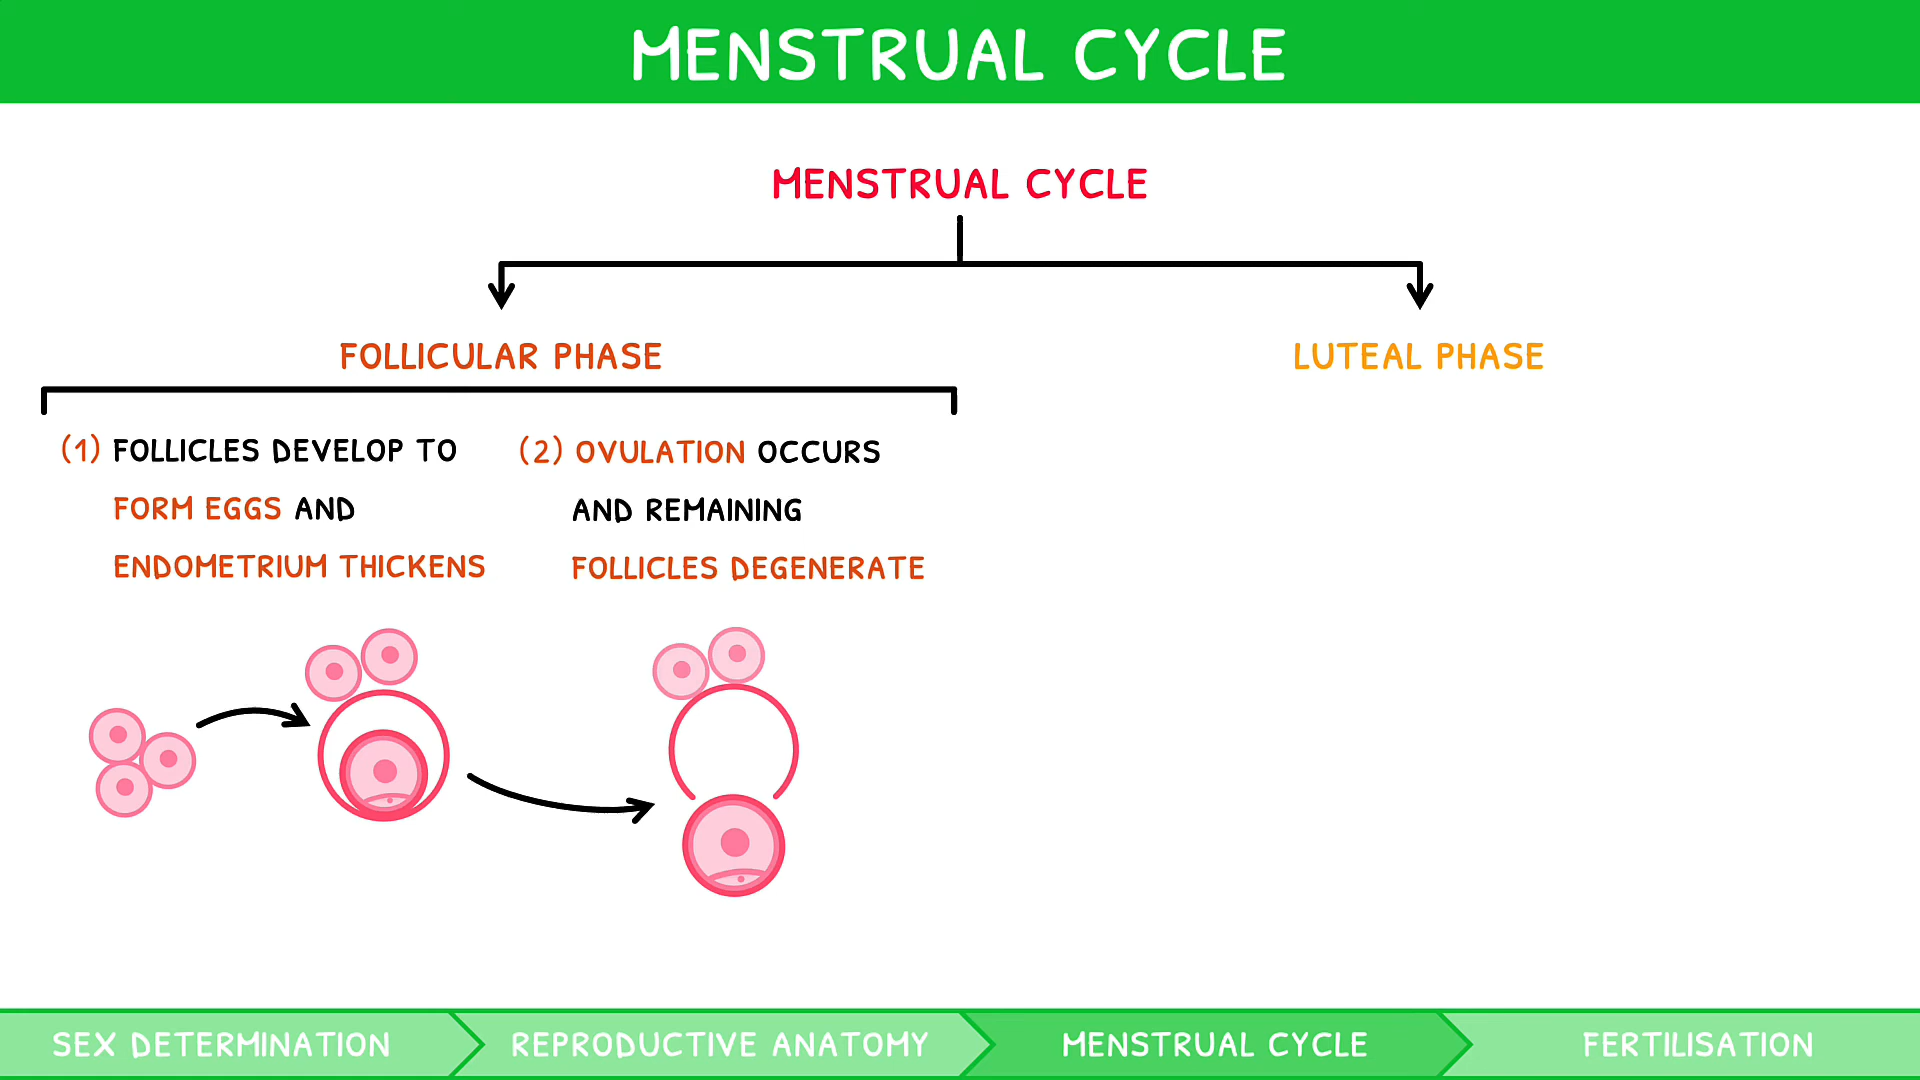 MENSTRUAL CYCLE
MENSTRUAL CYCLE
FOLLICULAR PHASE
(1) FOLLICLES DEVELOP TO
FORM EGGS AND
ENDOMETRIUM THICKENS
(2) OVULATION OCCURS
AND REMAINING
FOLLICLES DEGENERATE
LUTEAL PHASE
SEX DETERMINATION
REPRODUCTIVE ANATOMY
MENSTRUAL CYCLE
FERTILISATION